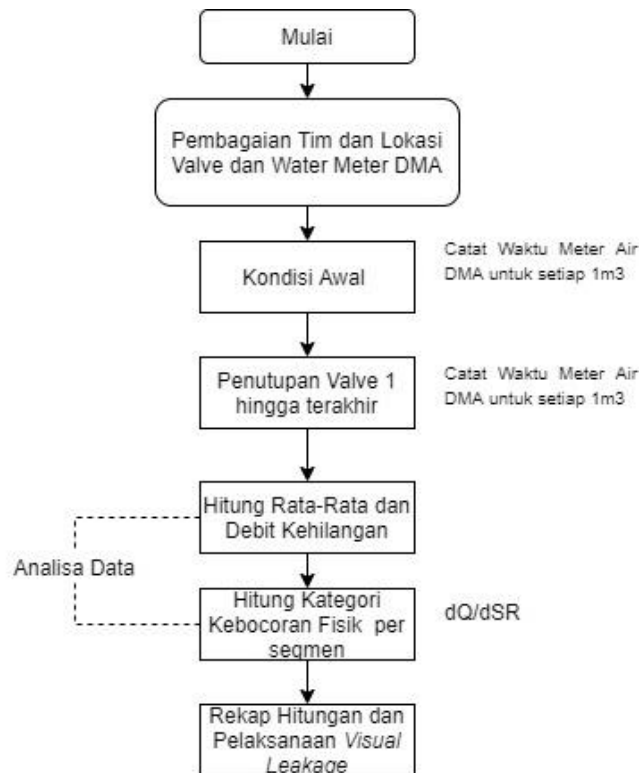 Mulai
Pembagaian Tim dan Lokasi
Valve dan Water Meter DMA
Kondisi Awal
Catat Waktu Meter Air
DMA untuk setiap 1m3
Penutupan Valve 1
hingga terakhir
Catat Waktu Meter Air
DMA untuk setiap 1m3
Hitung Rata-Rata dan
Debit Kehilangan
Analisa Data
Hitung Kategori
Kebocoran Fisik per
segmen
dQ/dSR
Rekap Hitungan dan
Pelaksanaan Visual
Leakage